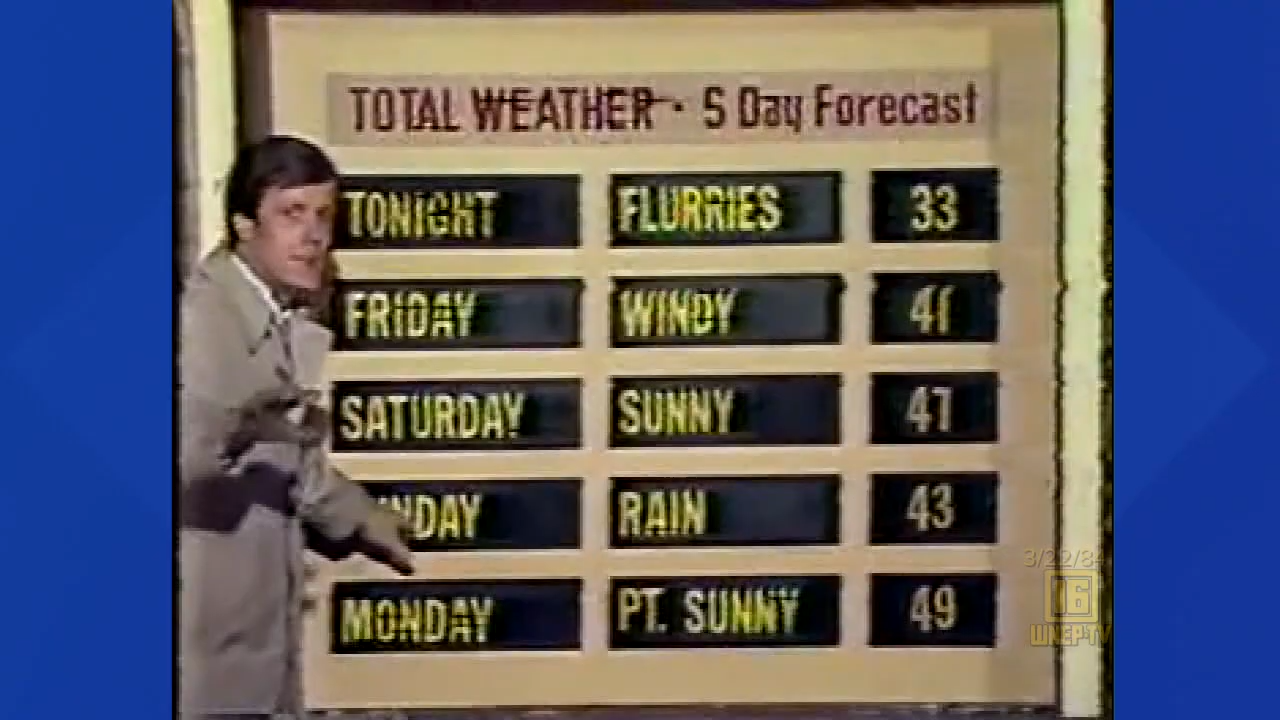 TOTAL WEATHER · 5 Day Forecast
TONIGHT FLURRIES 33
FRIDAY WINDY 41
SATURDAY SUNNY 47
NDAY RAIN 43
MONDAY PT. SUNNY 49
3/22/84
16
WNEP-TV